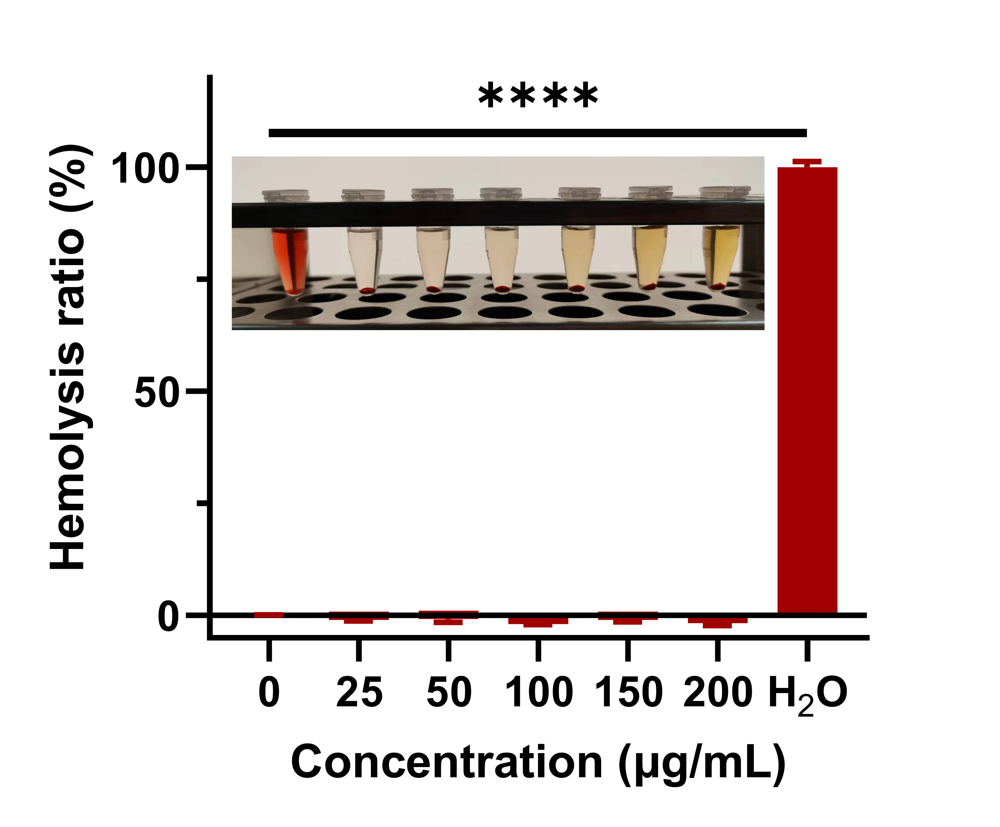 ****
Hemolysis ratio (%)
100
50
0
0 25 50 100 150 200 H₂O
Concentration (μg/mL)